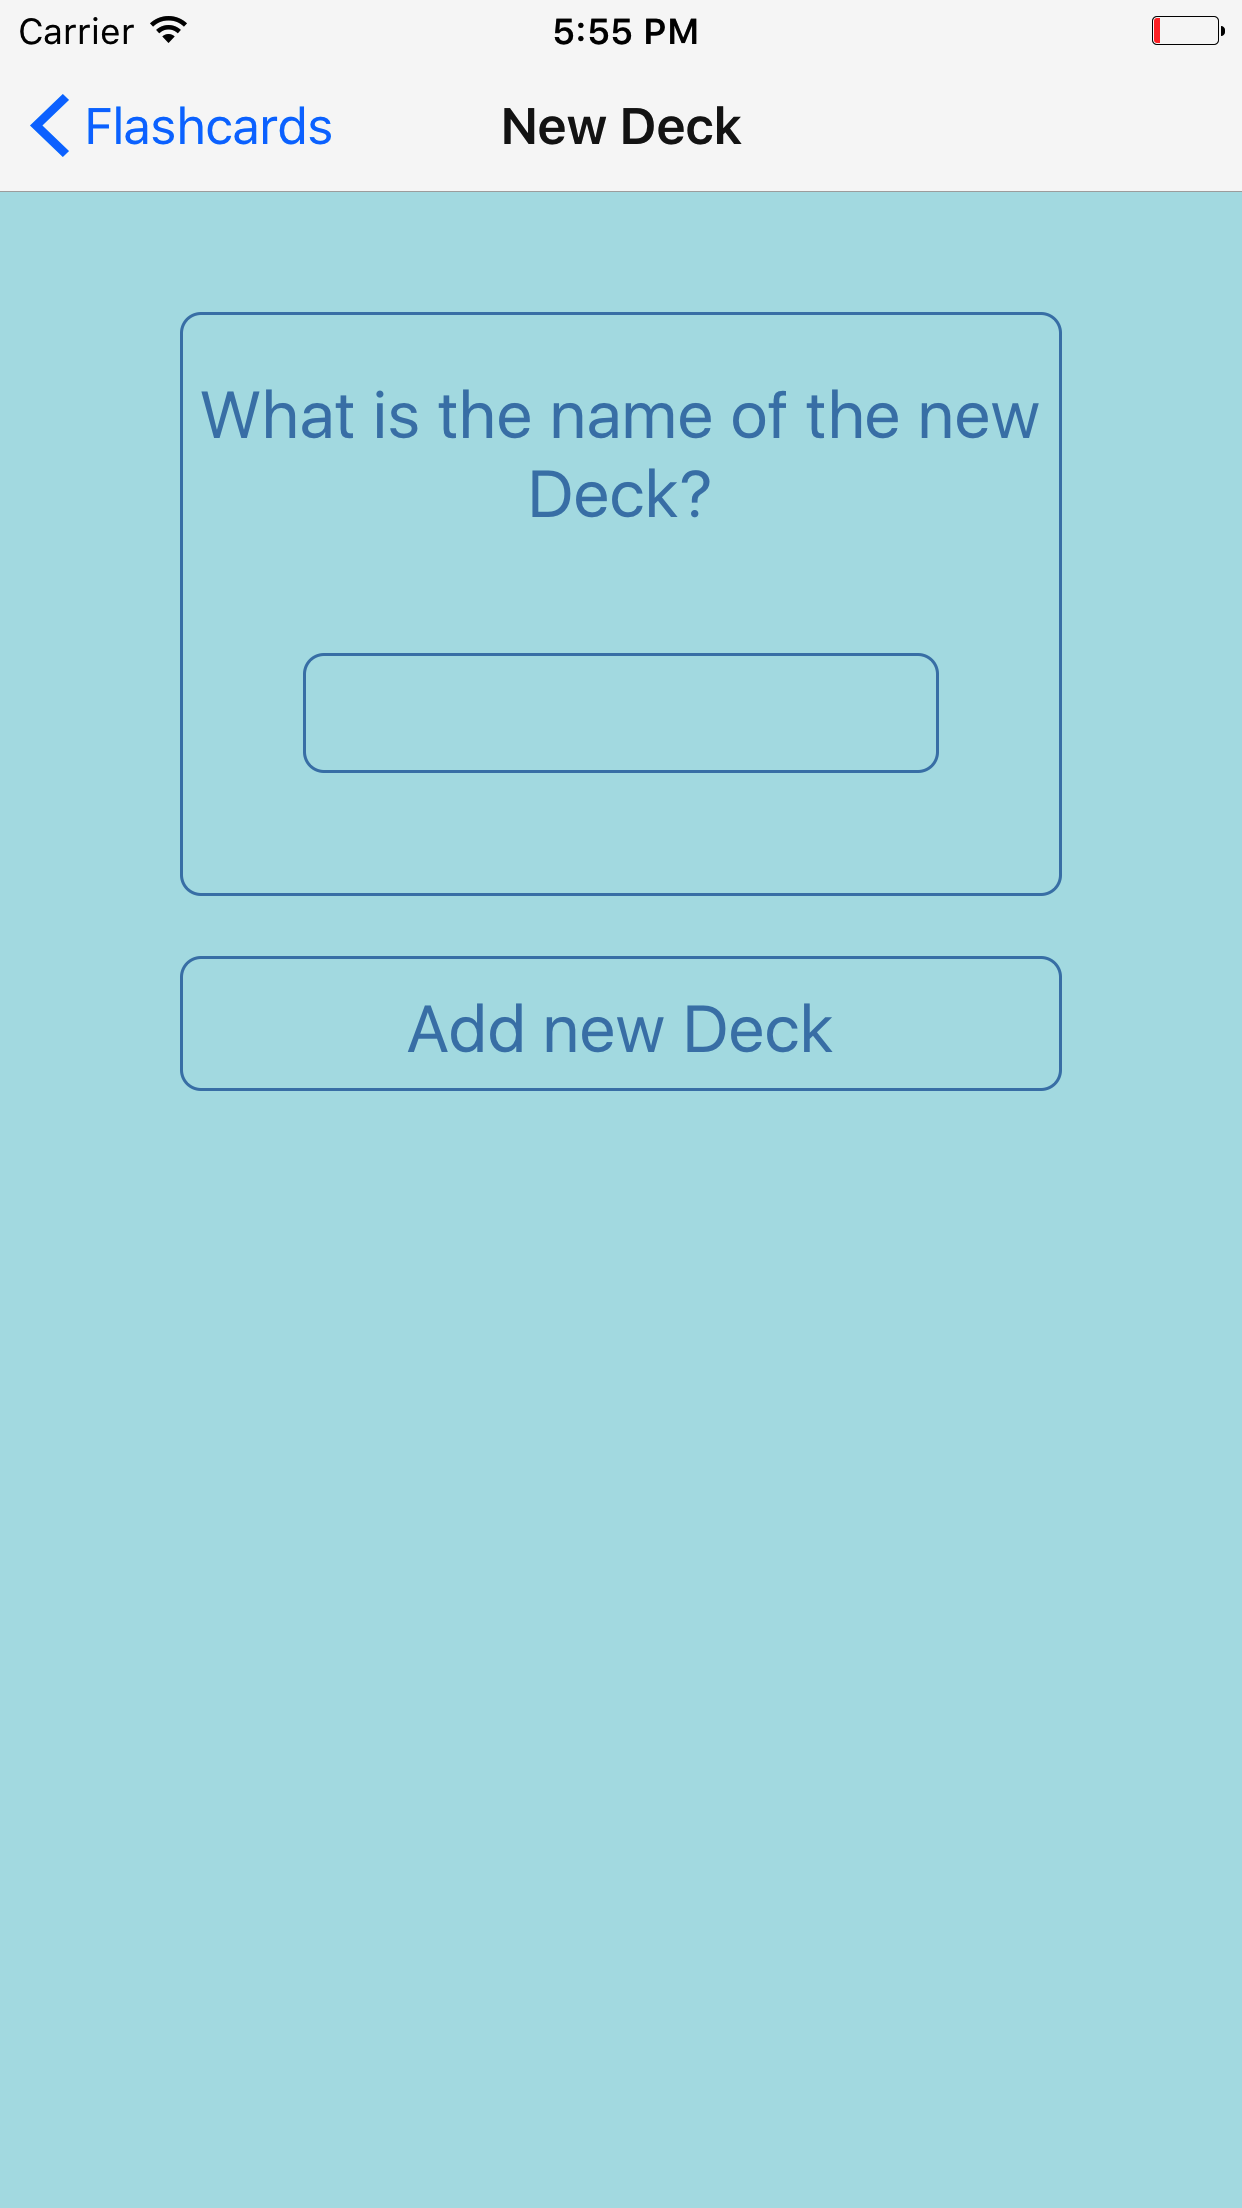 Carrier 5:55 PM
Flashcards New Deck
What is the name of the new
Deck?
Add new Deck